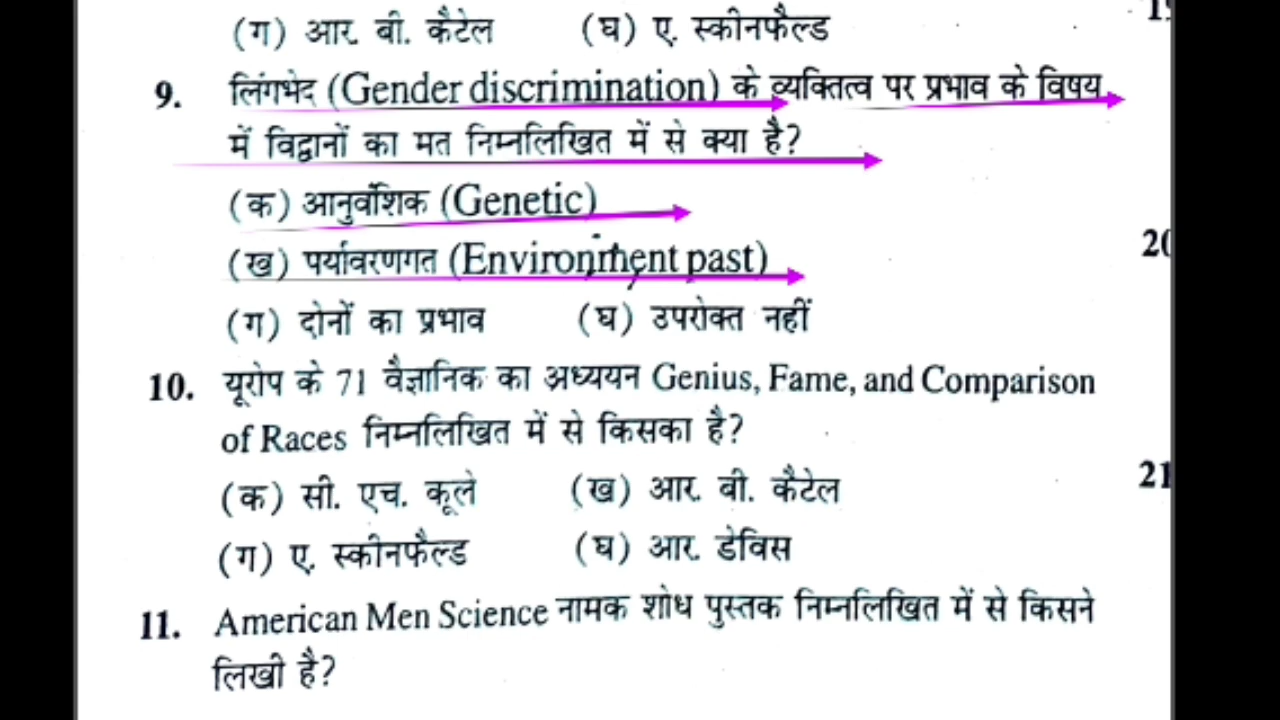 (ग) आर. बी. कैटेल (घ) ए. स्कीनफैल्ड
9. लिंगभेद (Gender discrimination) के व्यक्तित्व पर प्रभाव के विषय
में विद्वानों का मत निम्नलिखित में से क्या है?
(क) आनुवंशिक (Genetic)
(ख) पर्यावरणगत (Environment past)
(ग) दोनों का प्रभाव (घ) उपरोक्त नहीं
10. यूरोप के 71 वैज्ञानिक का अध्ययन Genius, Fame, and Comparison
of Races निम्नलिखित में से किसका है?
(क) सी. एच. कूले (ख) आर. बी. कैटेल
(ग) ए. स्कीनफैल्ड (घ) आर. डेविस
11. American Men Science नामक शोध पुस्तक निम्नलिखित में से किसने
लिखी है?
20
21